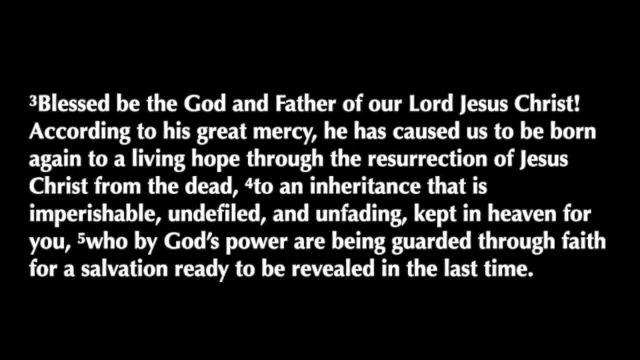 ³Blessed be the God and Father of our Lord Jesus Christ!
According to his great mercy, he has caused us to be born
again to a living hope through the resurrection of Jesus
Christ from the dead, ⁴to an inheritance that is
imperishable, undefiled, and unfading, kept in heaven for
you, ⁵who by God’s power are being guarded through faith
for a salvation ready to be revealed in the last time.